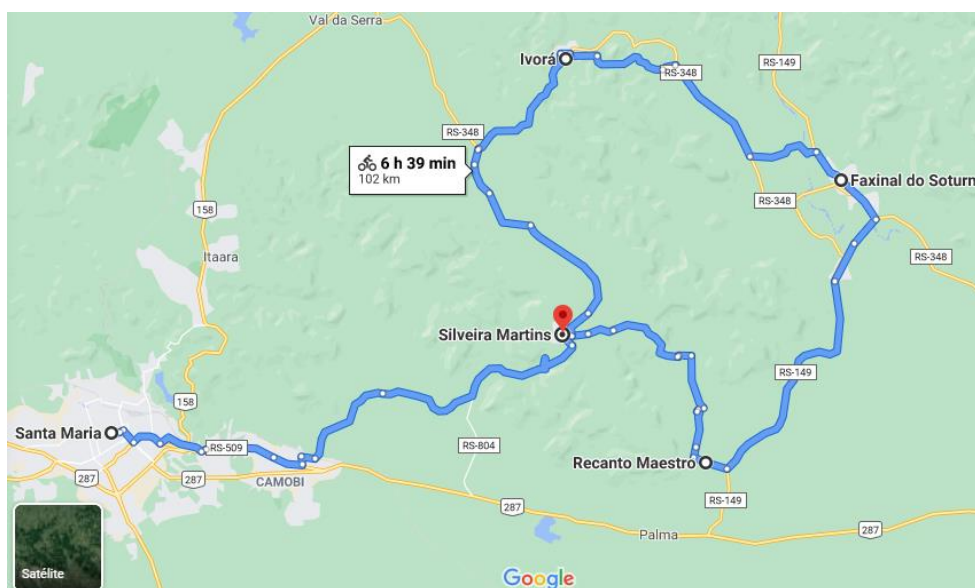 Val da Serra
Ivorá
RS-149
RS-348
RS-348
6 h 39 min
102 km
Faxinal do Soturn
158
RS-348
Itaara
RS-348
Silveira Martins
RS-149
158
Santa Maria
RS-509
RS-804
Recanto Maestro
287
287
CAMOBI
RS-149
287
Palma
287
Satélite
Google